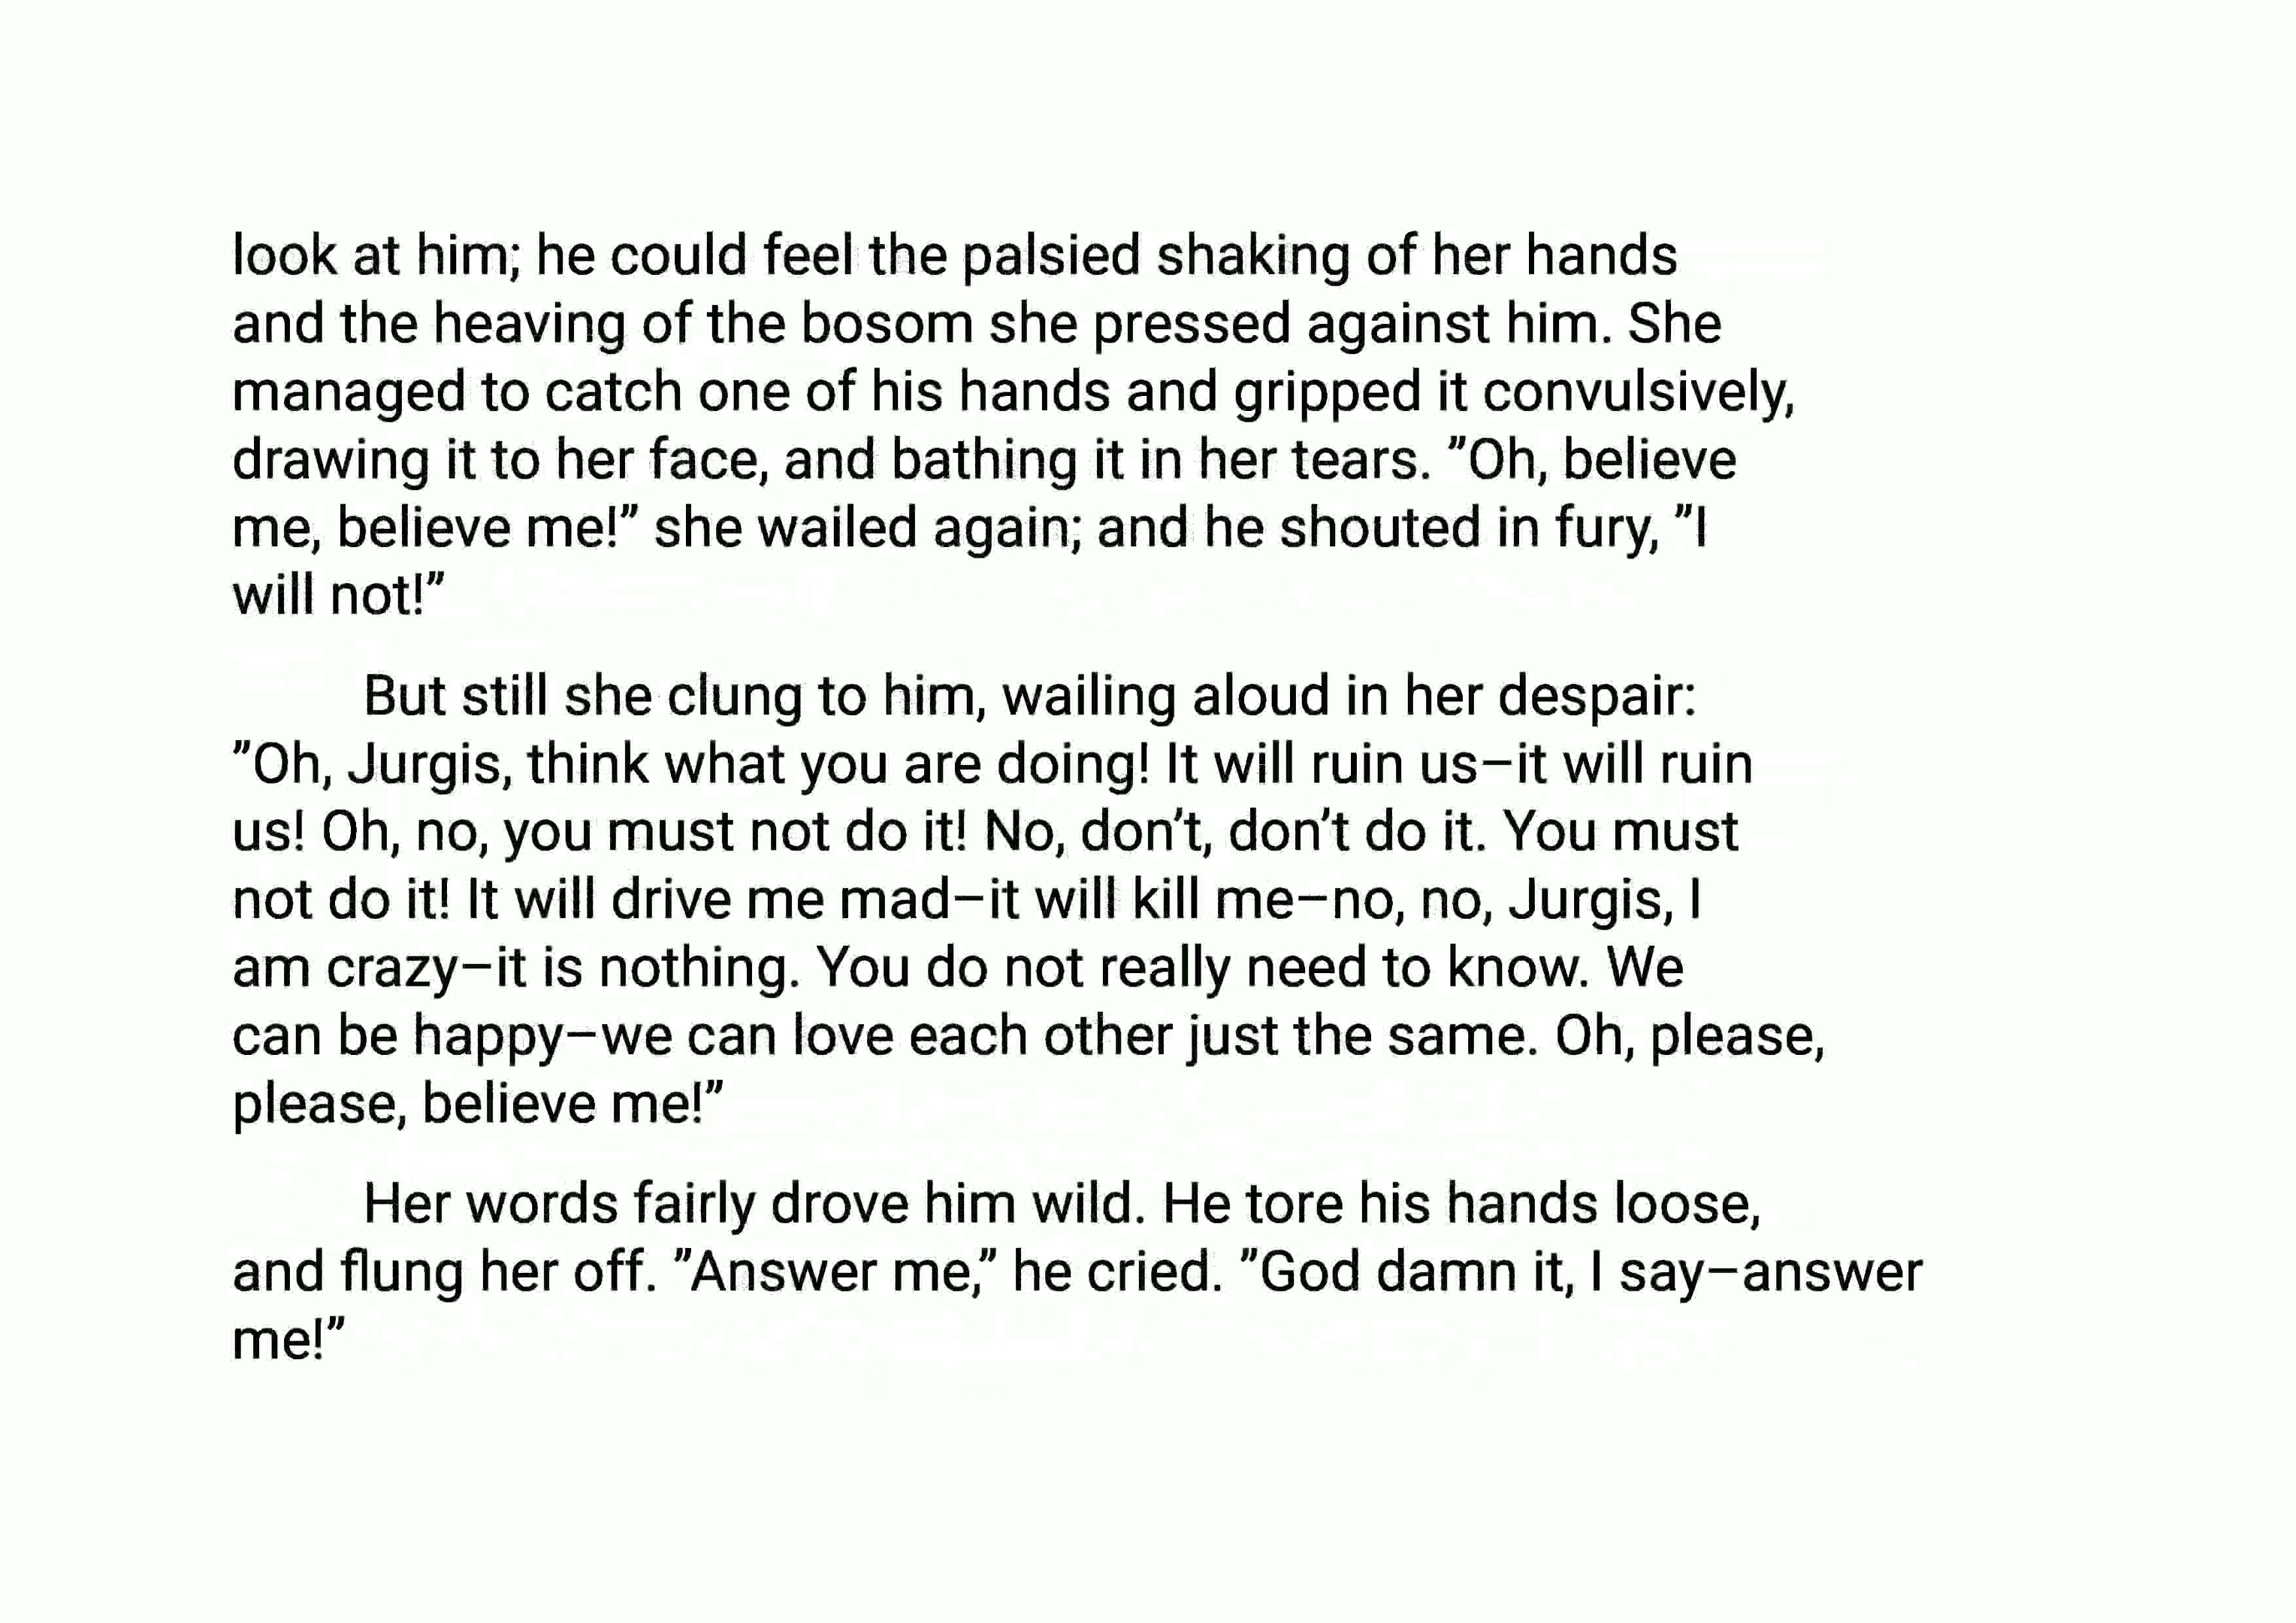 look at him; he could feel the palsied shaking of her hands
and the heaving of the bosom she pressed against him. She
managed to catch one of his hands and gripped it convulsively,
drawing it to her face, and bathing it in her tears. ”Oh, believe
me, believe me!” she wailed again; and he shouted in fury, ”I
will not!”
But still she clung to him, wailing aloud in her despair:
”Oh, Jurgis, think what you are doing! It will ruin us–it will ruin
us! Oh, no, you must not do it! No, don’t, don’t do it. You must
not do it! It will drive me mad–it will kill me–no, no, Jurgis, I
am crazy–it is nothing. You do not really need to know. We
can be happy–we can love each other just the same. Oh, please,
please, believe me!”
Her words fairly drove him wild. He tore his hands loose,
and flung her off. ”Answer me,” he cried. ”God damn it, I say–answer
me!”